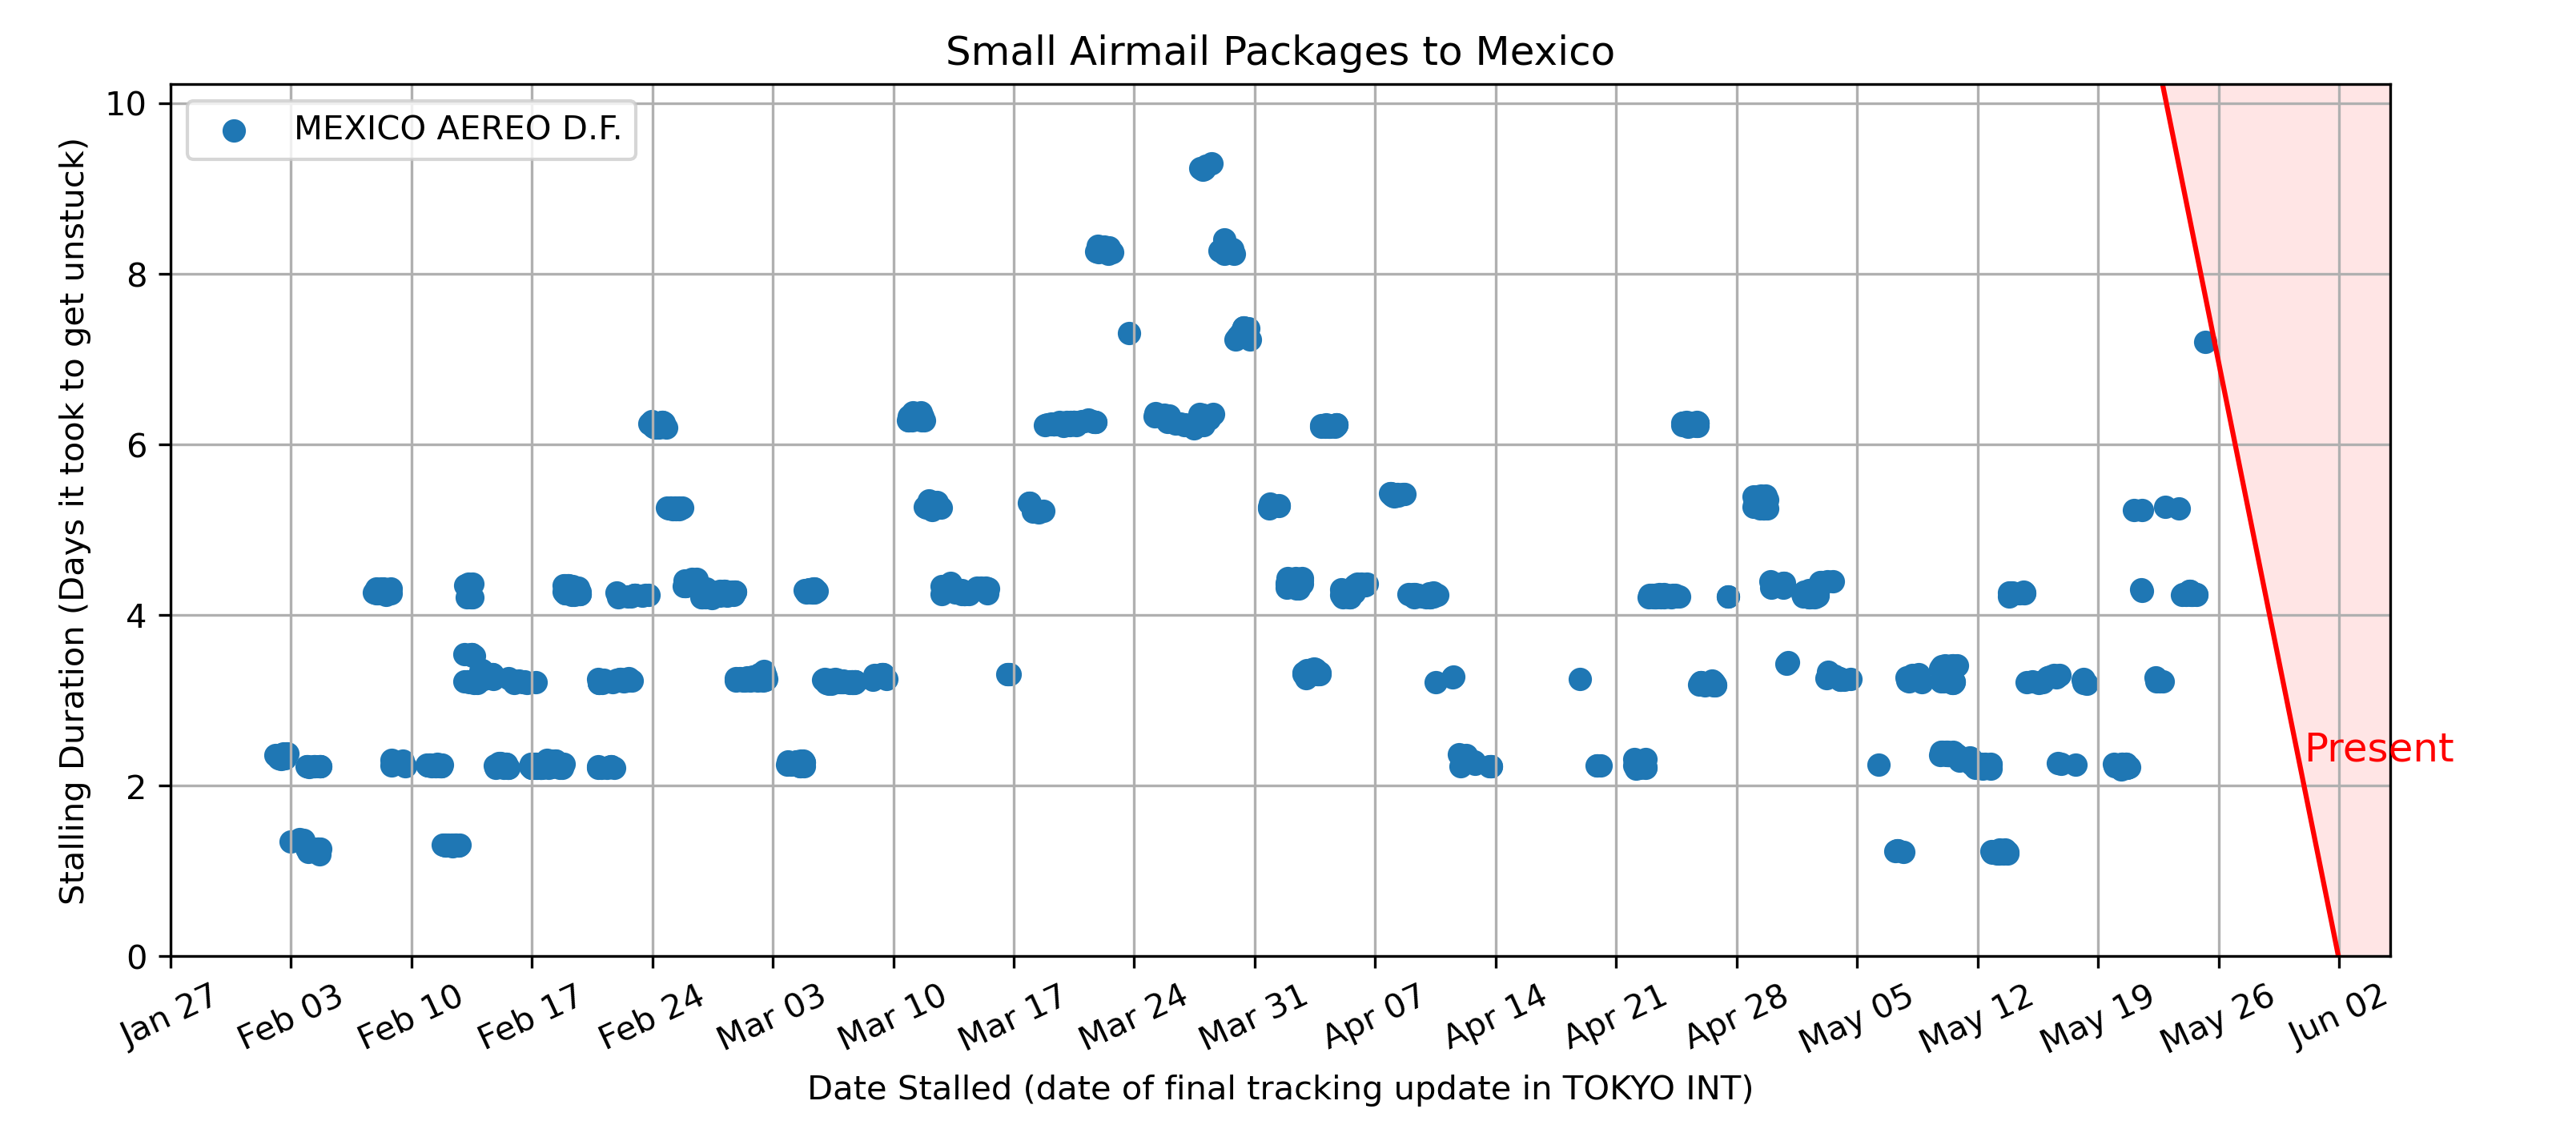 Small Airmail Packages to Mexico
MEXICO AEREO D.F.
Stalling Duration (Days it took to get unstuck)
10
8
6
4
2
0
Present
Jan 27
Feb 03
Feb 10
Feb 17
Feb 24
Mar 03
Mar 10
Mar 17
Mar 24
Mar 31
Apr 07
Apr 14
Apr 21
Apr 28
May 05
May 12
May 19
May 26
Jun 02
Date Stalled (date of final tracking update in TOKYO INT)